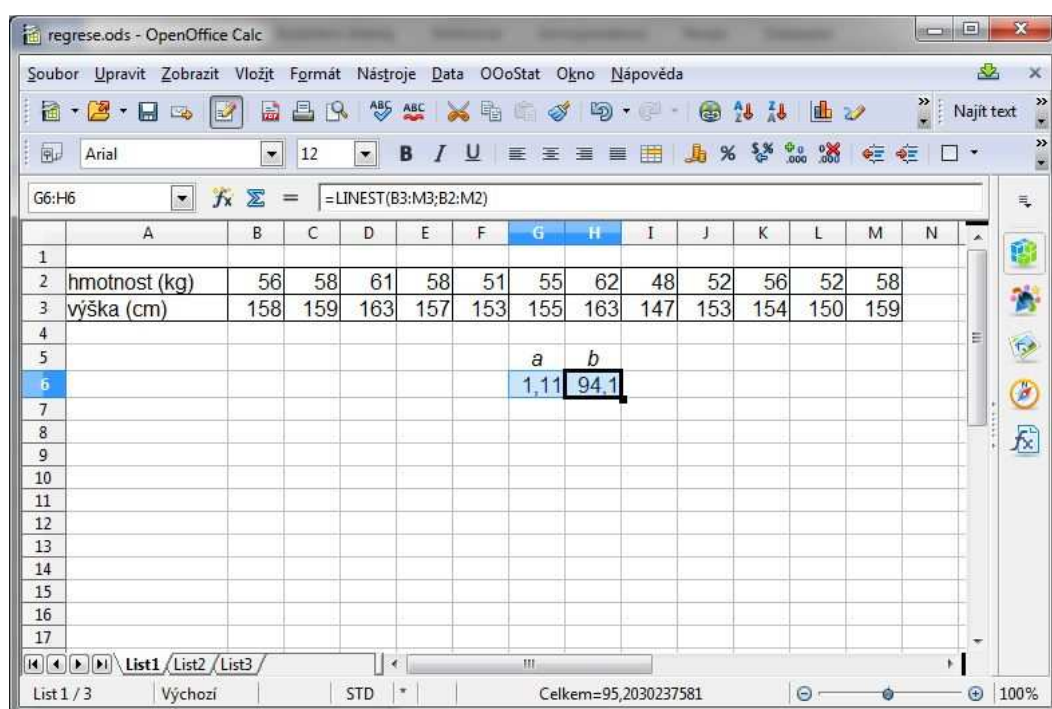 regrese.ods - OpenOffice Calc
Soubor Upravit Zobrazit Vložit Formát Nástroje Data OOoStat Okno Nápověda
ABC ABC Najít text
Arial 12 B I U
G6:H6 =LINEST(B3:M3;B2:M2)
A B C D E F G H I J K L M N
1
2 hmotnost (kg) 56 58 61 58 51 55 62 48 52 56 52 58
3 výška (cm) 158 159 163 157 153 155 163 147 153 154 150 159
4
5 a b
6 1,11 94,1
7
8
9
10
11
12
13
14
15
16
17
List1 List2 List3
List 1 / 3 Výchozí STD * Celkem=95,2030237581 100%